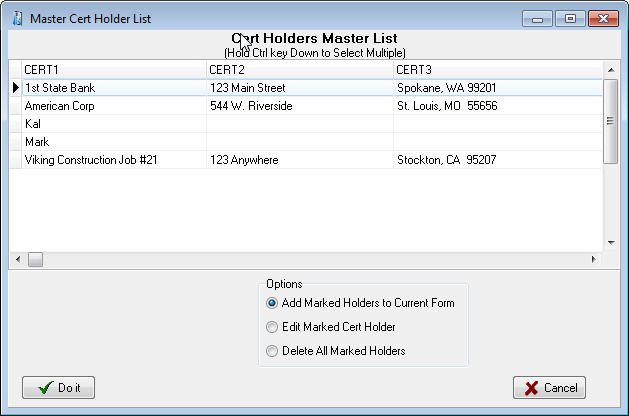 Master Cert Holder List
Cert Holders Master List
(Hold Ctrl key Down to Select Multiple)
CERT1 CERT2 CERT3
1st State Bank 123 Main Street Spokane, WA 99201
American Corp 544 W. Riverside St. Louis, MO 55656
Kal
Mark
Viking Construction Job #21 123 Anywhere Stockton, CA 95207
Options
Add Marked Holders to Current Form
Edit Marked Cert Holder
Delete All Marked Holders
Do it Cancel